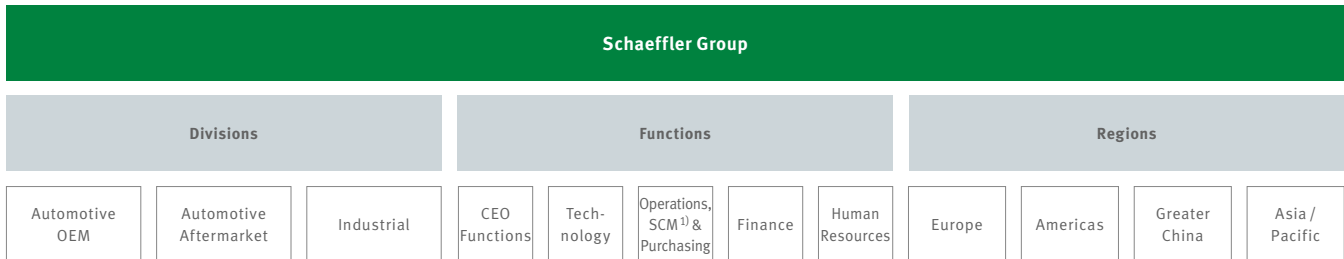 Schaeffler Group
Divisions
Functions
Regions
Automotive
OEM
Automotive
Aftermarket
Industrial
CEO
Functions
Tech-
nology
Operations,
SCM 1) &
Purchasing
Finance
Human
Resources
Europe
Americas
Greater
China
Asia /
Pacific